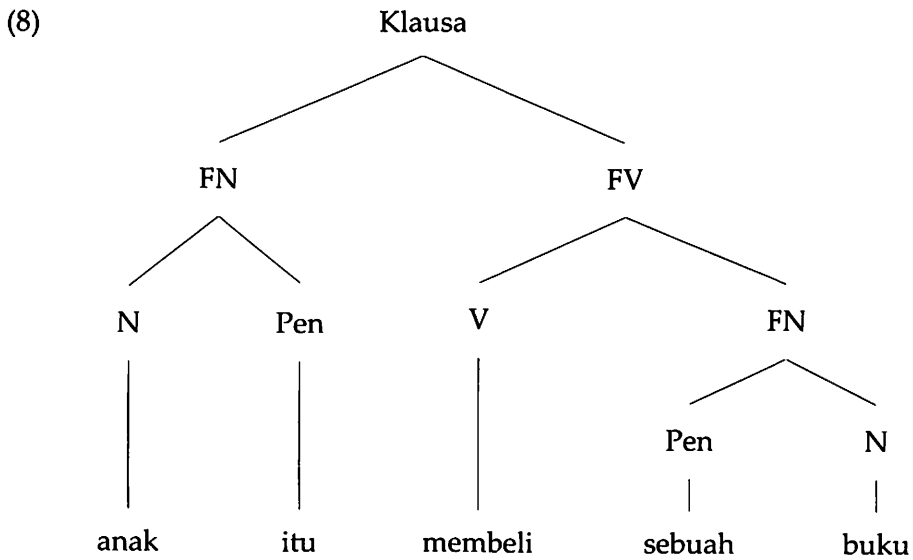 (8) Klausa
FN FV
N Pen V FN
Pen N
anak itu membeli sebuah buku